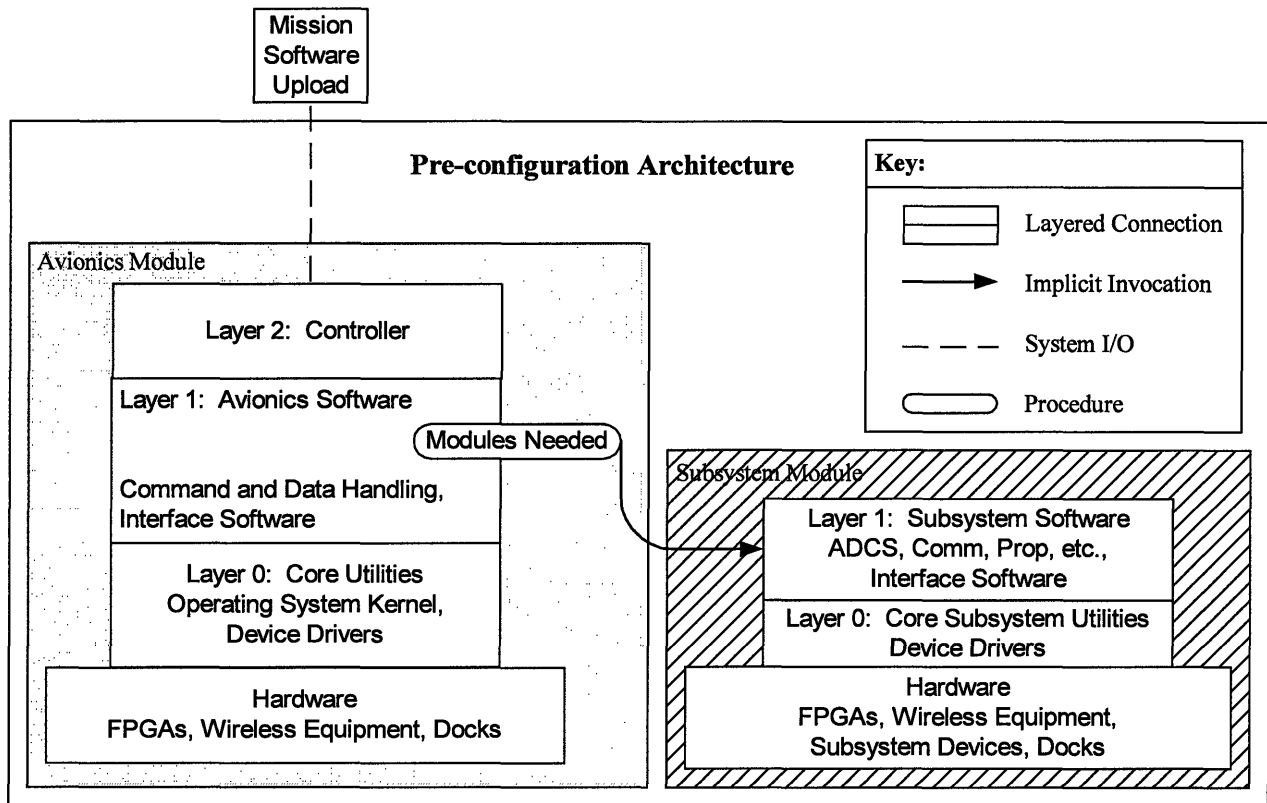 Mission
Software
Upload
Pre-configuration Architecture
Key:
Layered Connection
Implicit Invocation
System I/O
Procedure
Avionics Module
Layer 2: Controller
Layer 1: Avionics Software
Modules Needed
Command and Data Handling,
Interface Software
Layer 0: Core Utilities
Operating System Kernel,
Device Drivers
Hardware
FPGAs, Wireless Equipment, Docks
Subsystem Module
Layer 1: Subsystem Software
ADCS, Comm, Prop, etc.,
Interface Software
Layer 0: Core Subsystem Utilities
Device Drivers
Hardware
FPGAs, Wireless Equipment,
Subsystem Devices, Docks